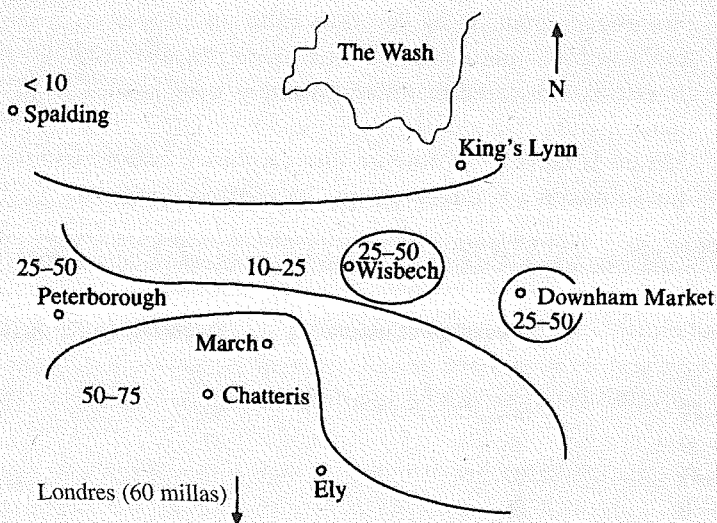 The Wash
N
< 10
Spalding
King's Lynn
25–50
10–25
25–50
Wisbech
Peterborough
Downham Market
25–50
March
50–75
Chatteris
Ely
Londres (60 millas)